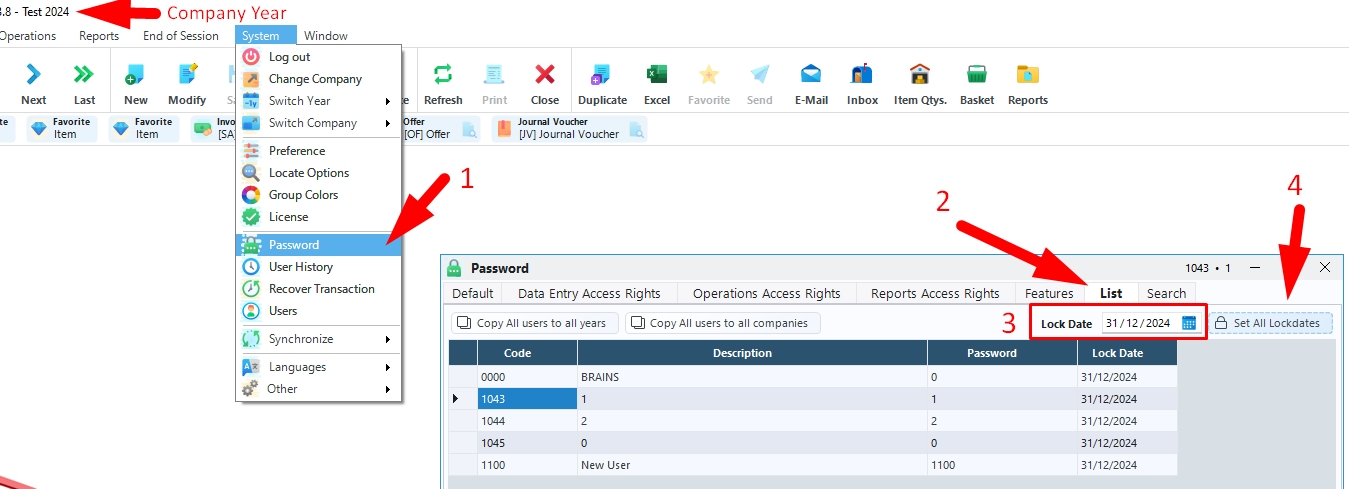 3.8 - Test 2024
Company Year
Operations Reports End of Session System Window
Next Last New Modify Refresh Print Close Duplicate Excel Favorite Send E-Mail Inbox Item Qtys. Basket Reports
Favorite
Item
Favorite
Item
Offer
[OF] Offer
Journal Voucher
[JV] Journal Voucher
Log out
Change Company
Switch Year
Switch Company
Preference
Locate Options
Group Colors
License
Password
User History
Recover Transaction
Users
Synchronize
Languages
Other
1
2
4
Password 1043 • 1
Default Data Entry Access Rights Operations Access Rights Reports Access Rights Features List Search
3
Copy All users to all years Copy All users to all companies Lock Date 31/12/2024 Set All Lockdates
Code Description Password Lock Date
0000 BRAINS 0 31/12/2024
1043 1 1 31/12/2024
1044 2 2 31/12/2024
1045 0 0 31/12/2024
1100 New User 1100 31/12/2024